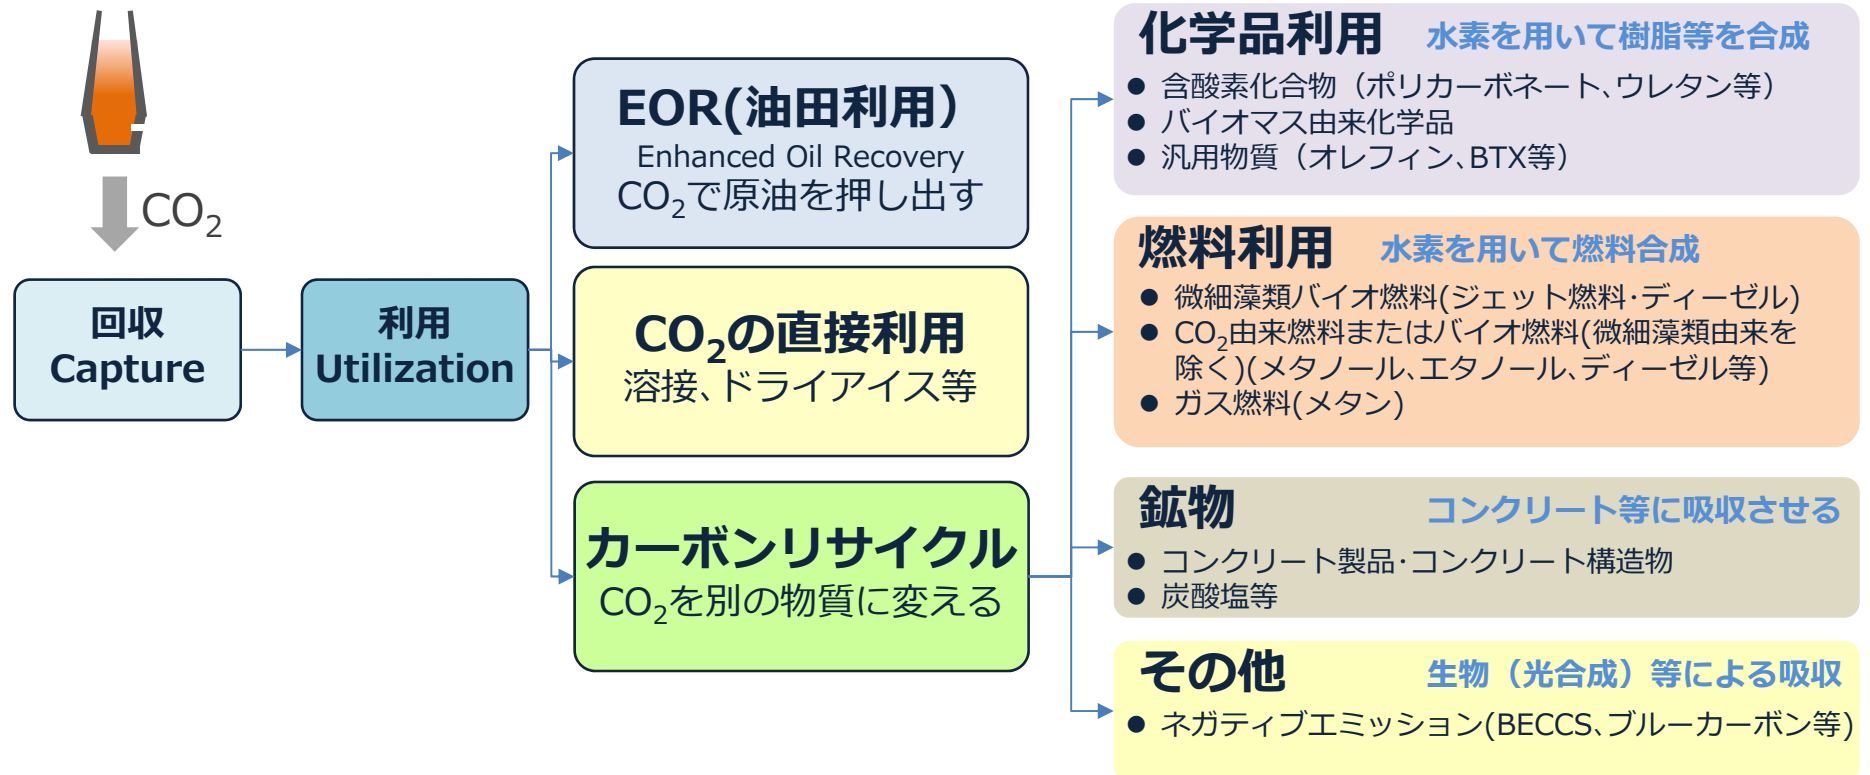 CO₂
回収
Capture
利用
Utilization
EOR(油田利用）
Enhanced Oil Recovery
CO₂で原油を押し出す
CO₂の直接利用
溶接、ドライアイス等
カーボンリサイクル
CO₂を別の物質に変える
化学品利用 水素を用いて樹脂等を合成
● 含酸素化合物（ポリカーボネート、ウレタン等）
● バイオマス由来化学品
● 汎用物質（オレフィン、BTX等）
燃料利用 水素を用いて燃料合成
● 微細藻類バイオ燃料(ジェット燃料･ディーゼル)
● CO₂由来燃料またはバイオ燃料(微細藻類由来を
除く)(メタノール、エタノール、ディーゼル等)
● ガス燃料(メタン)
鉱物 コンクリート等に吸収させる
● コンクリート製品･コンクリート構造物
● 炭酸塩等
その他 生物（光合成）等による吸収
● ネガティブエミッション(BECCS、ブルーカーボン等)